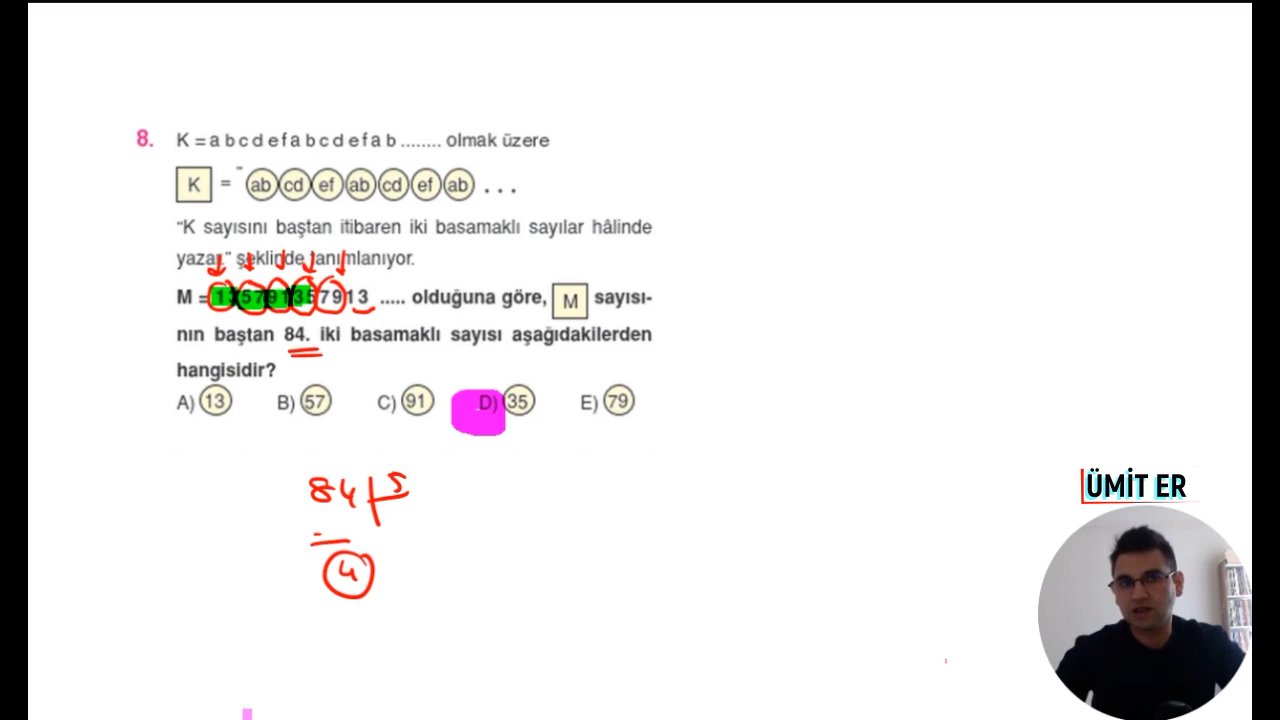 8. K = a b c d e f a b c d e f a b ........ olmak üzere
K = ab cd ef ab cd ef ab ...
"K sayısını baştan itibaren iki basamaklı sayılar hâlinde
yazar." şeklinde tanımlanıyor.
M = 135791357913 ..... olduğuna göre, M sayısı-
nın baştan 84. iki basamaklı sayısı aşağıdakilerden
hangisidir?
A) 13 B) 57 C) 91 D) 35 E) 79
84 5
4
ÜMİT ER